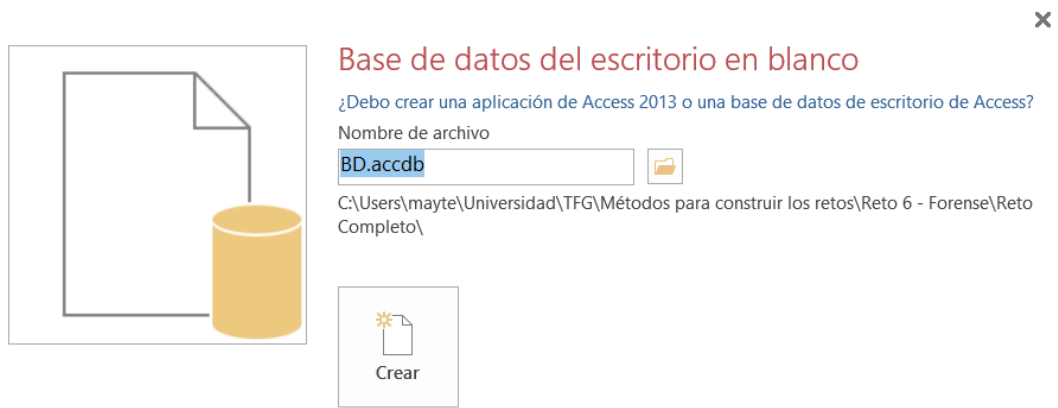 Base de datos del escritorio en blanco
¿Debo crear una aplicación de Access 2013 o una base de datos de escritorio de Access?
Nombre de archivo
BD.accdb
C:\Users\mayte\Universidad\TFG\Métodos para construir los retos\Reto 6 - Forense\Reto
Completo\
Crear